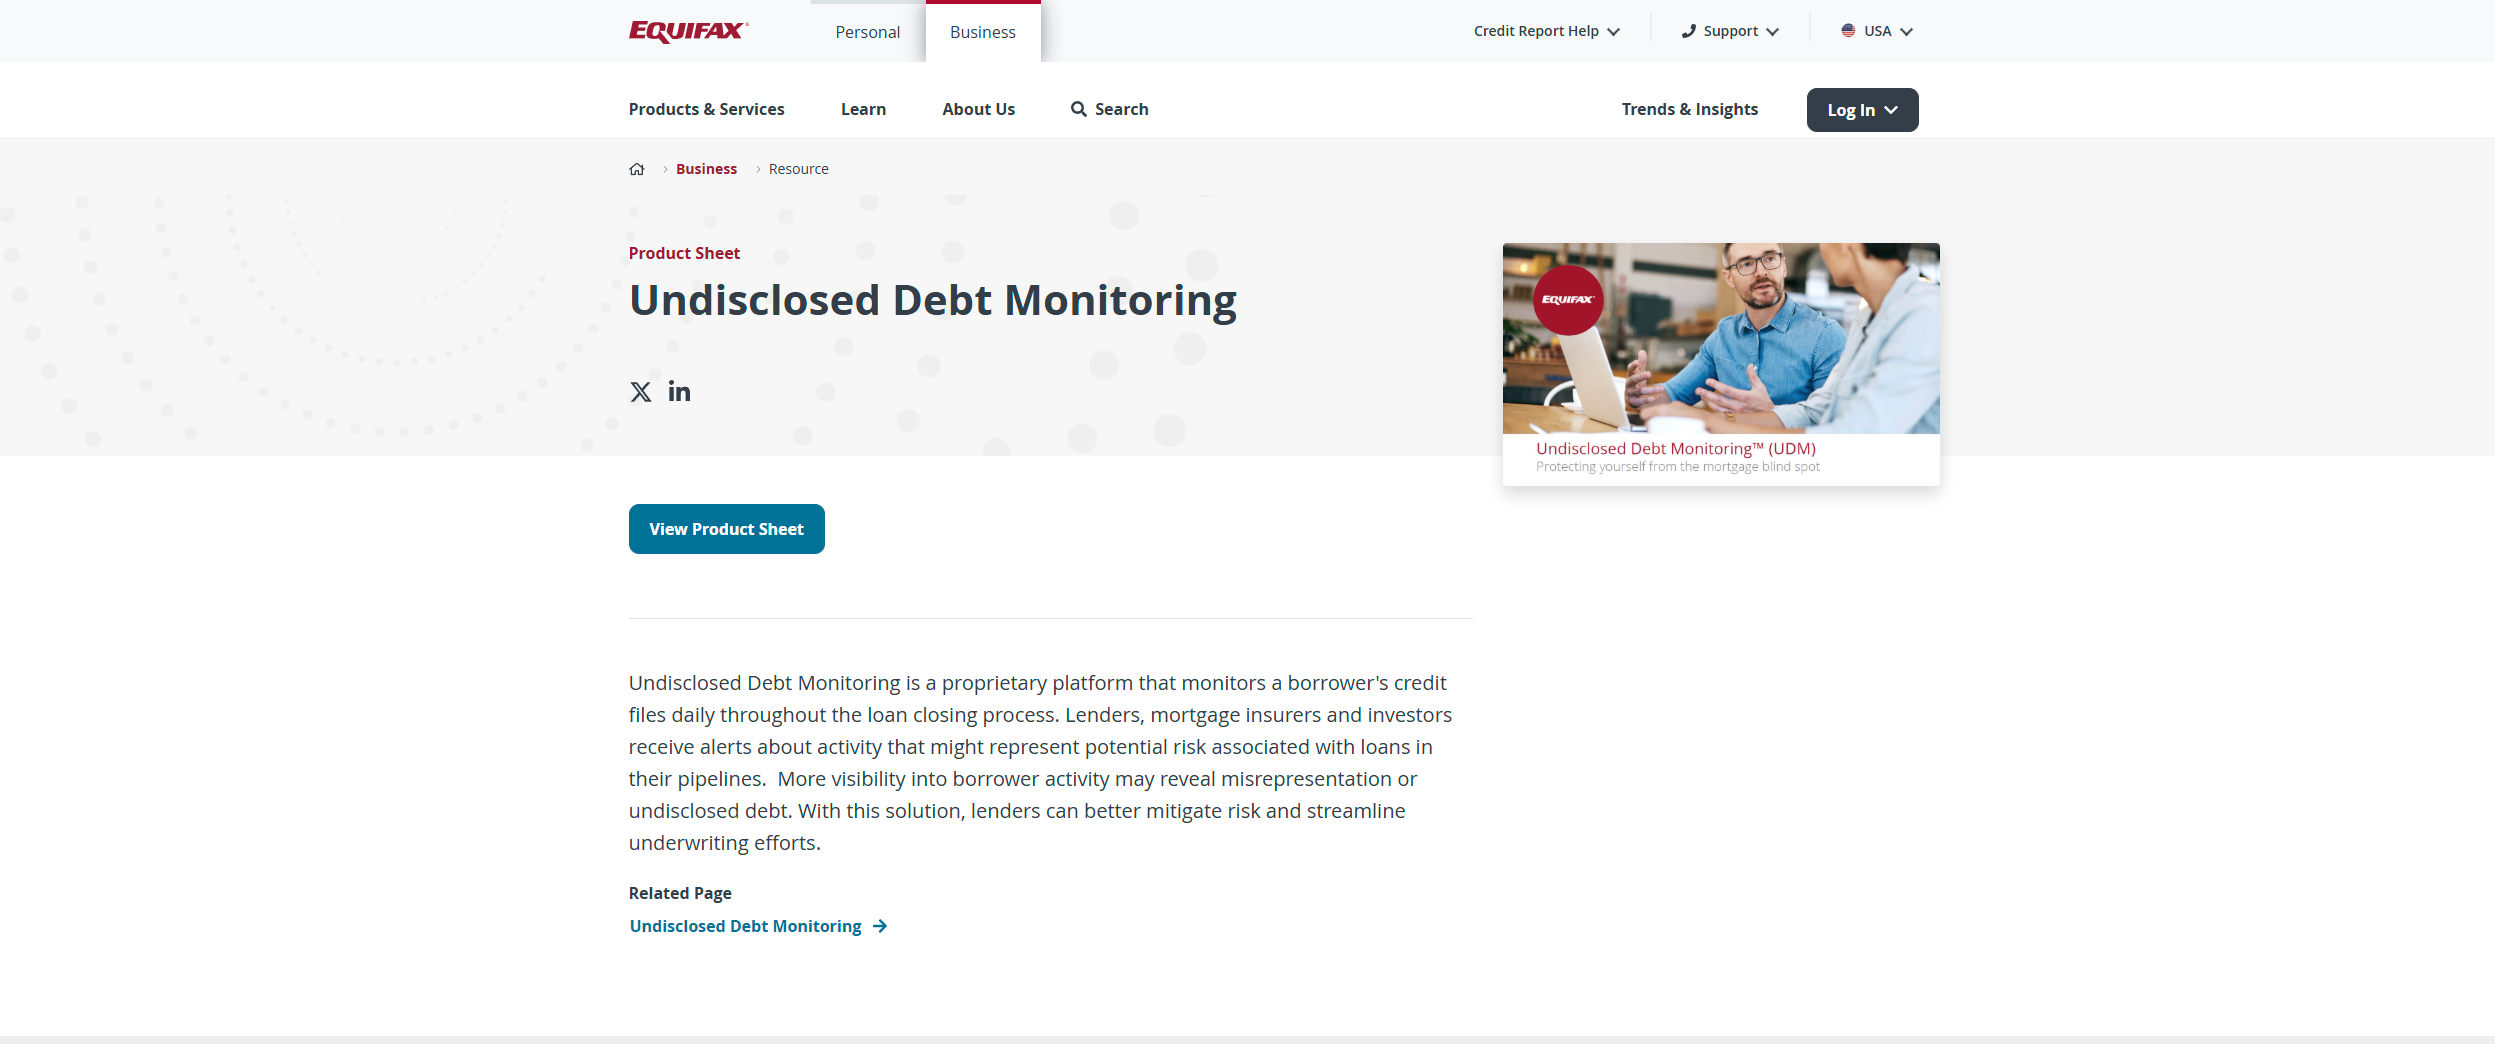 EQUIFAX
Personal
Business
Credit Report Help
Support
USA
Products & Services
Learn
About Us
Search
Trends & Insights
Log In
Business
Resource
Product Sheet
Undisclosed Debt Monitoring
EQUIFAX
Undisclosed Debt Monitoring™ (UDM)
Protecting yourself from the mortgage blind spot
View Product Sheet
Undisclosed Debt Monitoring is a proprietary platform that monitors a borrower's credit
files daily throughout the loan closing process. Lenders, mortgage insurers and investors
receive alerts about activity that might represent potential risk associated with loans in
their pipelines.  More visibility into borrower activity may reveal misrepresentation or
undisclosed debt. With this solution, lenders can better mitigate risk and streamline
underwriting efforts.
Related Page
Undisclosed Debt Monitoring